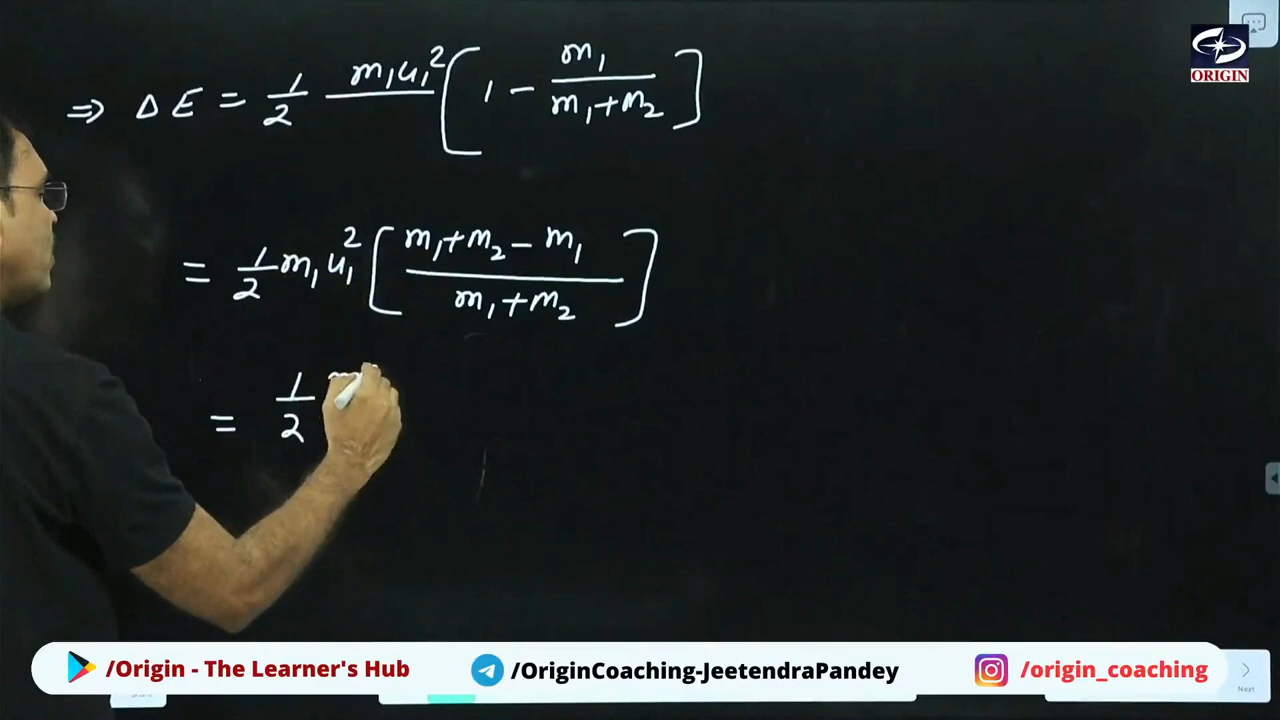 ORIGIN
⇒ Δ E = 1/2 m₁u₁² [ 1 − m₁/(m₁+m₂) ]
= 1/2 m₁u₁² [ (m₁+m₂−m₁)/(m₁+m₂) ]
= 1/2 m
/Origin - The Learner's Hub
/OriginCoaching-JeetendraPandey
/origin_coaching
Next